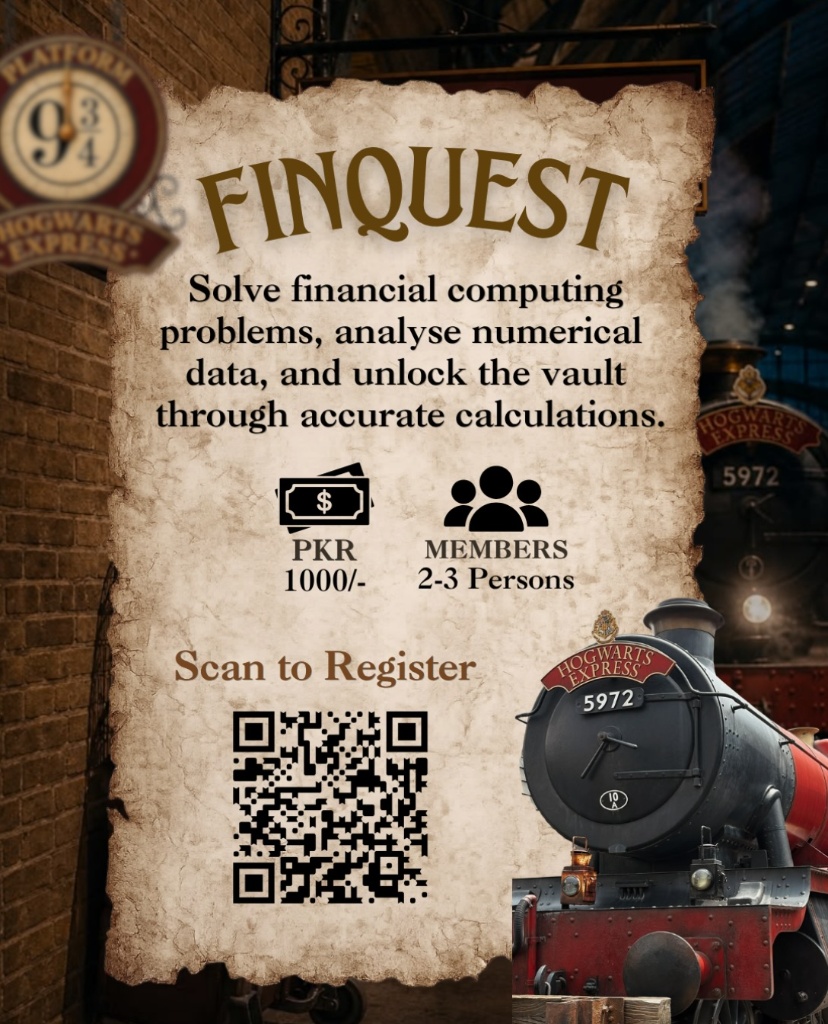 PLATFORM
9 3/4
HOGWARTS
EXPRESS
FINQUEST
Solve financial computing
problems, analyse numerical
data, and unlock the vault
through accurate calculations.
$
PKR
1000/-
MEMBERS
2-3 Persons
HOGWARTS
EXPRESS
5972
Scan to Register
HOGWARTS
EXPRESS
5972
10
A